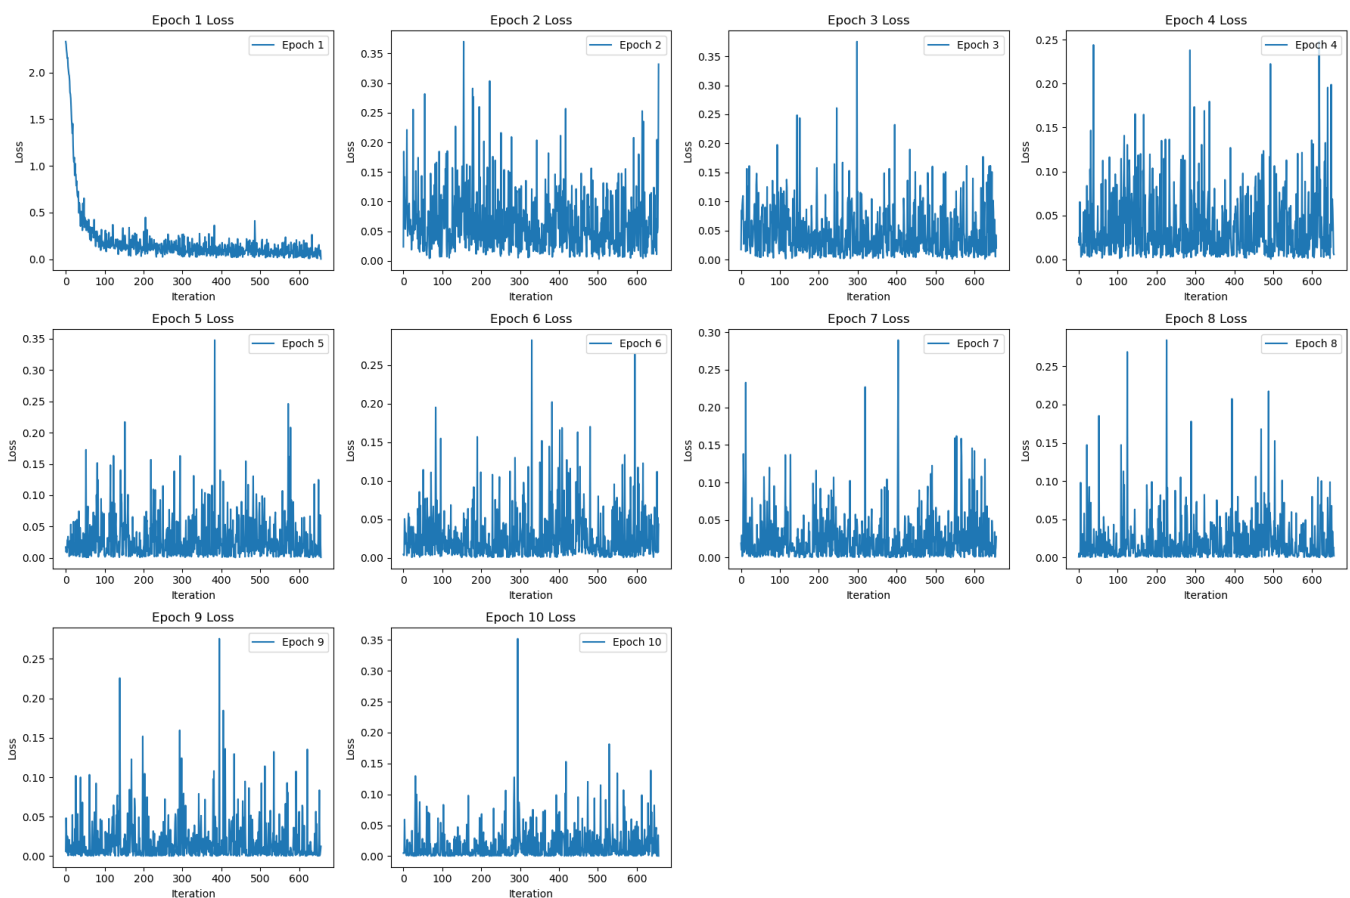 Epoch 1 Loss
Epoch 2 Loss
Epoch 3 Loss
Epoch 4 Loss
Epoch 1
Epoch 2
Epoch 3
Epoch 4
Loss
2.0
1.5
1.0
0.5
0.0
Loss
0.35
0.30
0.25
0.20
0.15
0.10
0.05
0.00
Loss
0.35
0.30
0.25
0.20
0.15
0.10
0.05
0.00
Loss
0.25
0.20
0.15
0.10
0.05
0.00
0 100 200 300 400 500 600
0 100 200 300 400 500 600
0 100 200 300 400 500 600
0 100 200 300 400 500 600
Iteration
Iteration
Iteration
Iteration
Epoch 5 Loss
Epoch 6 Loss
Epoch 7 Loss
Epoch 8 Loss
Epoch 5
Epoch 6
Epoch 7
Epoch 8
Loss
0.35
0.30
0.25
0.20
0.15
0.10
0.05
0.00
Loss
0.25
0.20
0.15
0.10
0.05
0.00
Loss
0.30
0.25
0.20
0.15
0.10
0.05
0.00
Loss
0.25
0.20
0.15
0.10
0.05
0.00
0 100 200 300 400 500 600
0 100 200 300 400 500 600
0 100 200 300 400 500 600
0 100 200 300 400 500 600
Iteration
Iteration
Iteration
Iteration
Epoch 9 Loss
Epoch 10 Loss
Epoch 9
Epoch 10
Loss
0.25
0.20
0.15
0.10
0.05
0.00
Loss
0.35
0.30
0.25
0.20
0.15
0.10
0.05
0.00
0 100 200 300 400 500 600
0 100 200 300 400 500 600
Iteration
Iteration